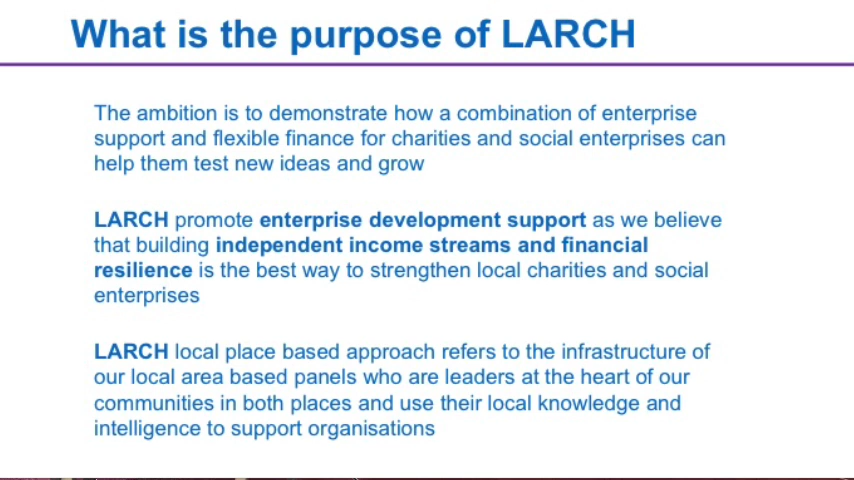 What is the purpose of LARCH
The ambition is to demonstrate how a combination of enterprise
support and flexible finance for charities and social enterprises can
help them test new ideas and grow
LARCH promote enterprise development support as we believe
that building independent income streams and financial
resilience is the best way to strengthen local charities and social
enterprises
LARCH local place based approach refers to the infrastructure of
our local area based panels who are leaders at the heart of our
communities in both places and use their local knowledge and
intelligence to support organisations